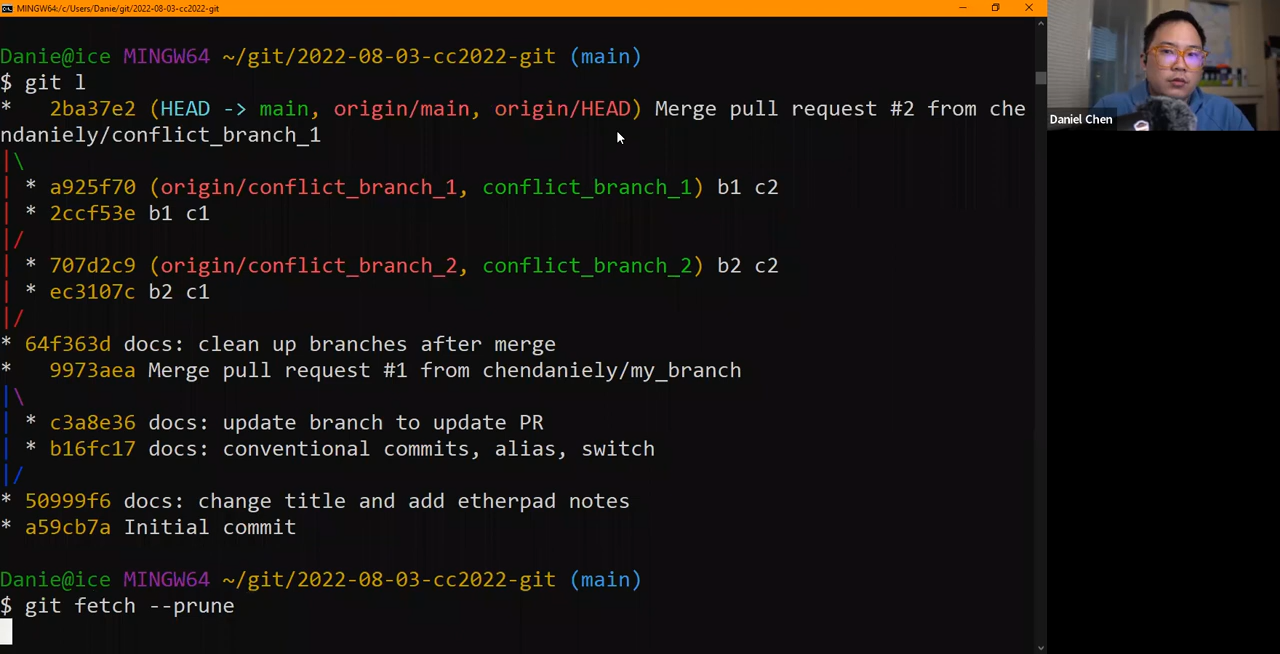 MINGW64:/c/Users/Danie/git/2022-08-03-cc2022-git
Danie@ice MINGW64 ~/git/2022-08-03-cc2022-git (main)
$ git l
*   2ba37e2 (HEAD -> main, origin/main, origin/HEAD) Merge pull request #2 from che
ndaniely/conflict_branch_1
|\
| * a925f70 (origin/conflict_branch_1, conflict_branch_1) b1 c2
| * 2ccf53e b1 c1
|/
| * 707d2c9 (origin/conflict_branch_2, conflict_branch_2) b2 c2
| * ec3107c b2 c1
|/
* 64f363d docs: clean up branches after merge
*   9973aea Merge pull request #1 from chendaniely/my_branch
|\
| * c3a8e36 docs: update branch to update PR
| * b16fc17 docs: conventional commits, alias, switch
|/
* 50999f6 docs: change title and add etherpad notes
* a59cb7a Initial commit
Danie@ice MINGW64 ~/git/2022-08-03-cc2022-git (main)
$ git fetch --prune
Daniel Chen